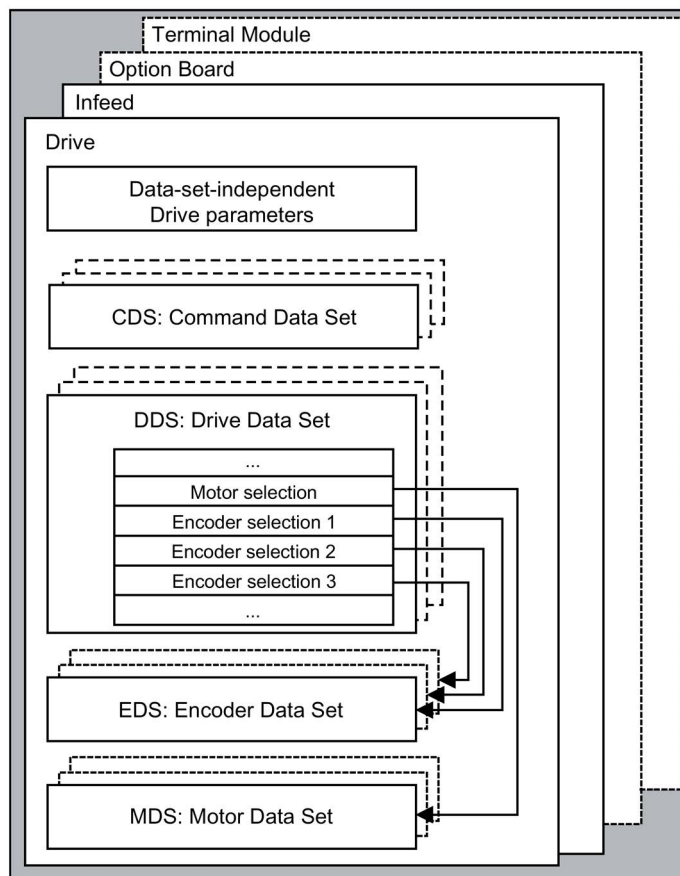 Terminal Module
Option Board
Infeed
Drive
Data-set-independent
Drive parameters
CDS: Command Data Set
DDS: Drive Data Set
...
Motor selection
Encoder selection 1
Encoder selection 2
Encoder selection 3
...
EDS: Encoder Data Set
MDS: Motor Data Set